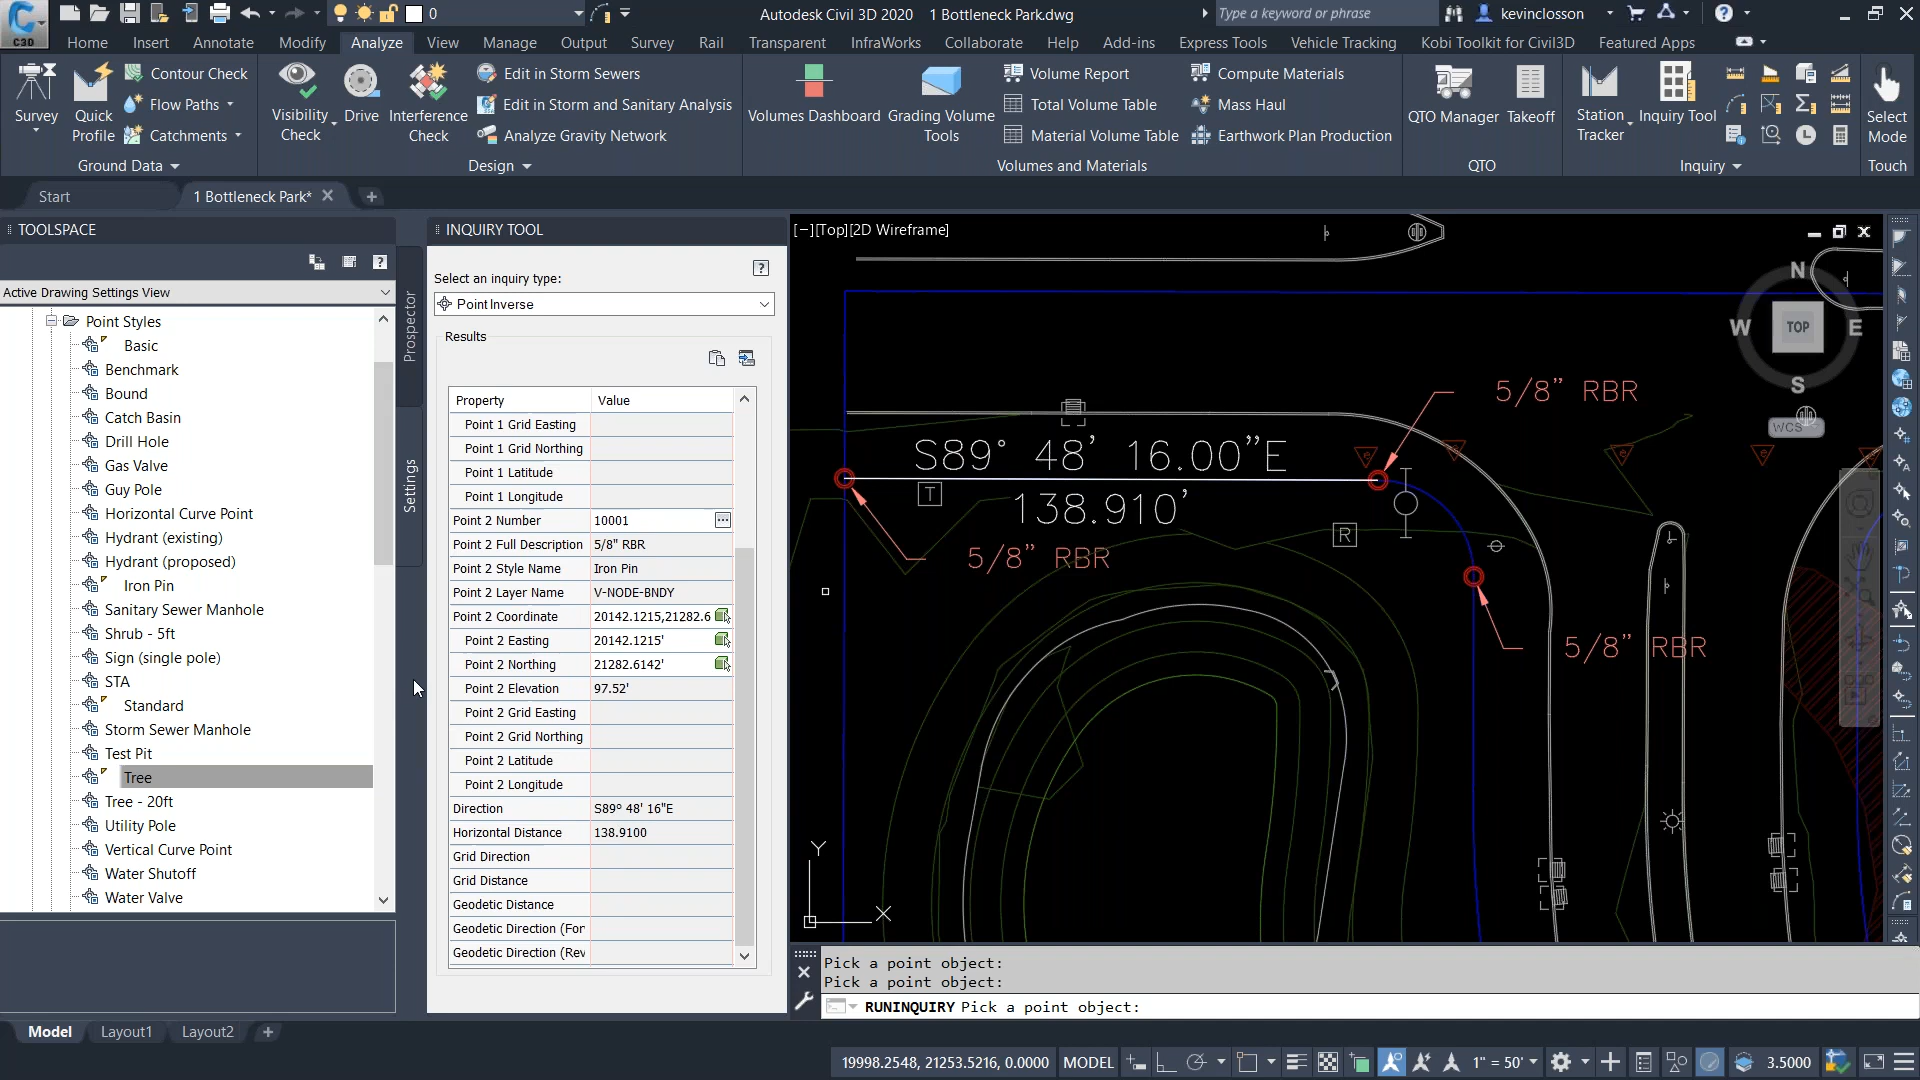 C3D
0
Autodesk Civil 3D 2020 1 Bottleneck Park.dwg
Type a keyword or phrase
kevinclosson
Home Insert Annotate Modify Analyze View Manage Output Survey Rail Transparent InfraWorks Collaborate Help Add-ins Express Tools Vehicle Tracking Kobi Toolkit for Civil3D Featured Apps
Survey
Quick Profile
Contour Check
Flow Paths
Catchments
Ground Data
Visibility Check
Drive
Interference Check
Edit in Storm Sewers
Edit in Storm and Sanitary Analysis
Analyze Gravity Network
Design
Volumes Dashboard
Grading Volume Tools
Volume Report
Total Volume Table
Material Volume Table
Compute Materials
Mass Haul
Earthwork Plan Production
Volumes and Materials
QTO Manager
Takeoff
QTO
Station Tracker
Inquiry Tool
Inquiry
Select Mode
Touch
Start
1 Bottleneck Park*
TOOLSPACE
Active Drawing Settings View
Point Styles
Basic
Benchmark
Bound
Catch Basin
Drill Hole
Gas Valve
Guy Pole
Horizontal Curve Point
Hydrant (existing)
Hydrant (proposed)
Iron Pin
Sanitary Sewer Manhole
Shrub - 5ft
Sign (single pole)
STA
Standard
Storm Sewer Manhole
Test Pit
Tree
Tree - 20ft
Utility Pole
Vertical Curve Point
Water Shutoff
Water Valve
Prospector
Settings
INQUIRY TOOL
Select an inquiry type:
Point Inverse
Results
Property Value
Point 1 Grid Easting
Point 1 Grid Northing
Point 1 Latitude
Point 1 Longitude
Point 2 Number 10001
Point 2 Full Description 5/8" RBR
Point 2 Style Name Iron Pin
Point 2 Layer Name V-NODE-BNDY
Point 2 Coordinate 20142.1215,21282.6
Point 2 Easting 20142.1215'
Point 2 Northing 21282.6142'
Point 2 Elevation 97.52'
Point 2 Grid Easting
Point 2 Grid Northing
Point 2 Latitude
Point 2 Longitude
Direction S89° 48' 16"E
Horizontal Distance 138.9100
Grid Direction
Grid Distance
Geodetic Distance
Geodetic Direction (For
Geodetic Direction (Rev
[−][Top][2D Wireframe]
N
W TOP E
S
WCS
5/8" RBR
S89° 48' 16.00"E
T
138.910'
R
5/8" RBR
5/8" RBR
Y
X
Pick a point object:
Pick a point object:
RUNINQUIRY Pick a point object:
Model Layout1 Layout2
19998.2548, 21253.5216, 0.0000 MODEL
1" = 50'
3.5000